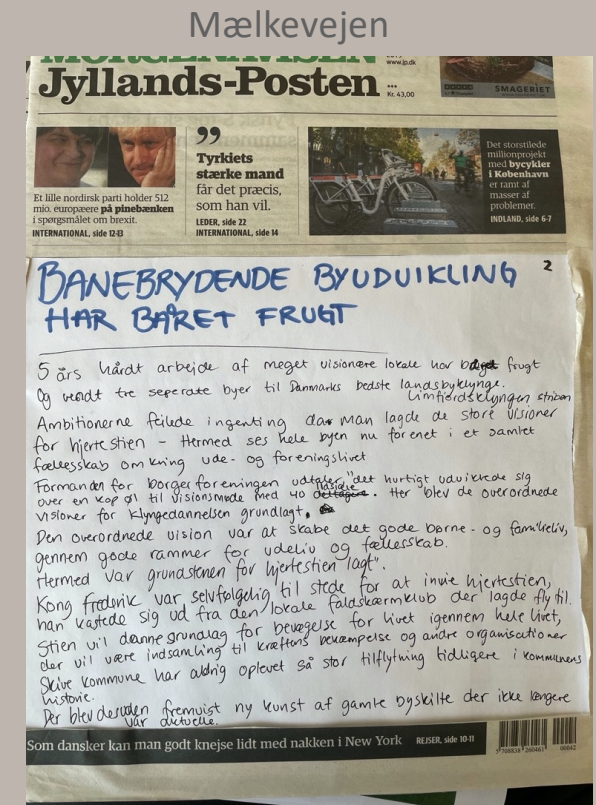 Mælkevejen
MORGENAVISEN
Jyllands-Posten
www.jp.dk
Kr. 43,00
SMAGERIET
Et lille nordirsk parti holder 512
mio. europæere på pinebænken
i spørgsmålet om brexit.
INTERNATIONAL, side 12-13
”
Tyrkiets
stærke mand
får det præcis,
som han vil.
LEDER, side 22
INTERNATIONAL, side 14
Det storstilede
millionprojekt
med bycykler
i København
er ramt af
masser af
problemer.
INDLAND, side 6-7
BANEBRYDENDE BYUDVIKLING
2
HAR BÅRET FRUGT
5 års hårdt arbejde af meget visionære lokale har frugt
Og vendt tre seperate byer til Danmarks bedste landsbyklynge.
Limfjordsklyngen
Ambitionerne fejlede ingenting da man lagde de store visioner
for hjertestien - Hermed ses hele byen nu forenet i et samlet
fællesskab omkring ude- og foreningslivet
Formanden for borgerforeningen udtaler "det hurtigt udviklede sig
over en kop øl til visionsmøde med 40 ildsjæle. Her blev de overordnede
visioner for klyngedannelsen grundlagt.
Den overordnede vision var at skabe det gode børne- og familieliv,
gennem gode rammer for udeliv og fællesskab.
Hermed var grundstenen for hjertestien lagt".
Kong Frederik var selvfølgelig til stede for at invie hjertestien,
han kastede sig ud fra den lokale faldskærmklub der lagde fly til.
Stien vil danne grundlag for bevægelse for livet igennem hele livet,
der vil være indsamling til kræftens bekæmpelse og andre organisationer
Skive kommune har aldrig oplevet så stor tilflytning tidligere i kommunens
historie.
Der blev desuden fremvist ny kunst af gamle byskilte der ikke længere
var aktuelle.
Som dansker kan man godt knejse lidt med nakken i New York REJSER, side 10-11
5 708838 260461 00042